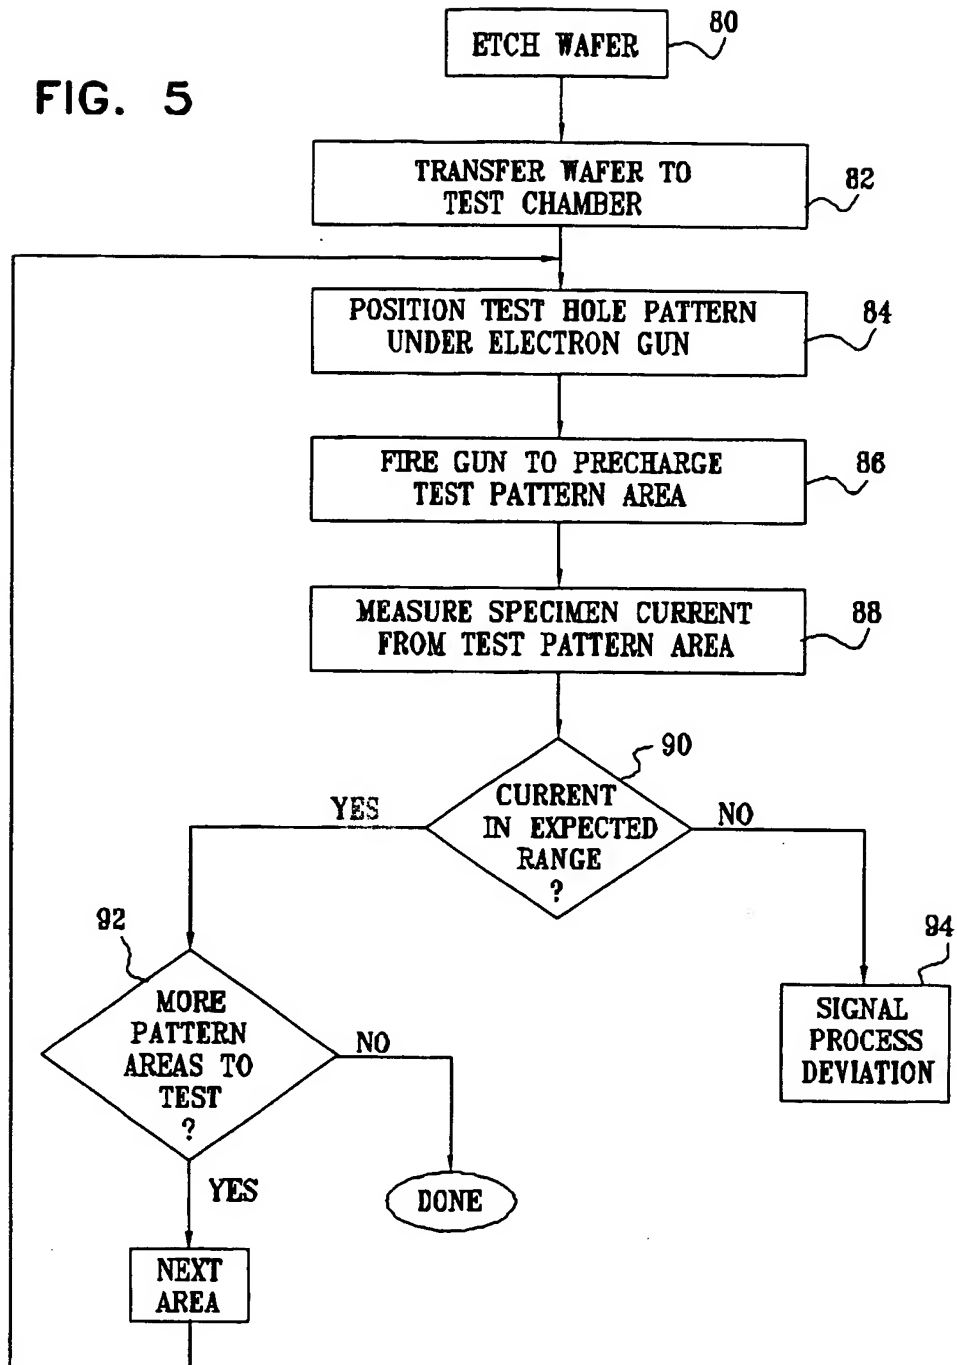 FIG. 5
ETCH WAFER
80
TRANSFER WAFER TO
TEST CHAMBER
82
POSITION TEST HOLE PATTERN
UNDER ELECTRON GUN
84
FIRE GUN TO PRECHARGE
TEST PATTERN AREA
86
MEASURE SPECIMEN CURRENT
FROM TEST PATTERN AREA
88
90
CURRENT
IN EXPECTED
RANGE
?
YES
NO
92
MORE
PATTERN
AREAS TO
TEST
?
NO
94
SIGNAL
PROCESS
DEVIATION
YES
DONE
NEXT
AREA